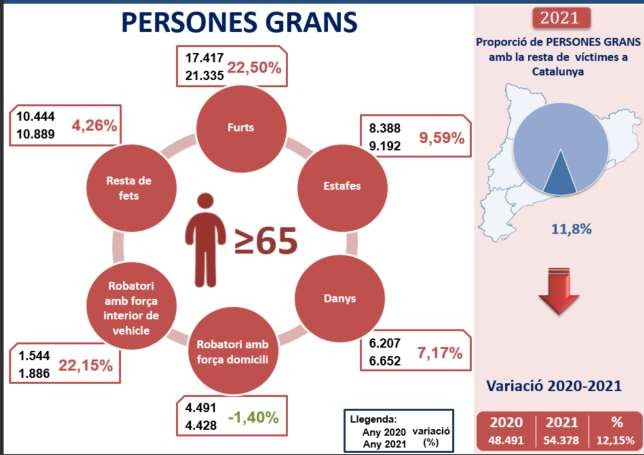 PERSONES GRANS
17.417
21.335
22,50%
Furts
10.444
10.889
4,26%
8.388
9.192
9,59%
Resta de
fets
Estafes
≥65
Robatori
amb força
interior de
vehicle
Danys
Robatori amb
força domicili
1.544
1.886
22,15%
6.207
6.652
7,17%
4.491
4.428
-1,40%
Llegenda:
Any 2020
Any 2021
variació
(%)
2021
Proporció de PERSONES GRANS
amb la resta de víctimes a
Catalunya
11,8%
Variació 2020-2021
2020 2021 %
48.491 54.378 12,15%